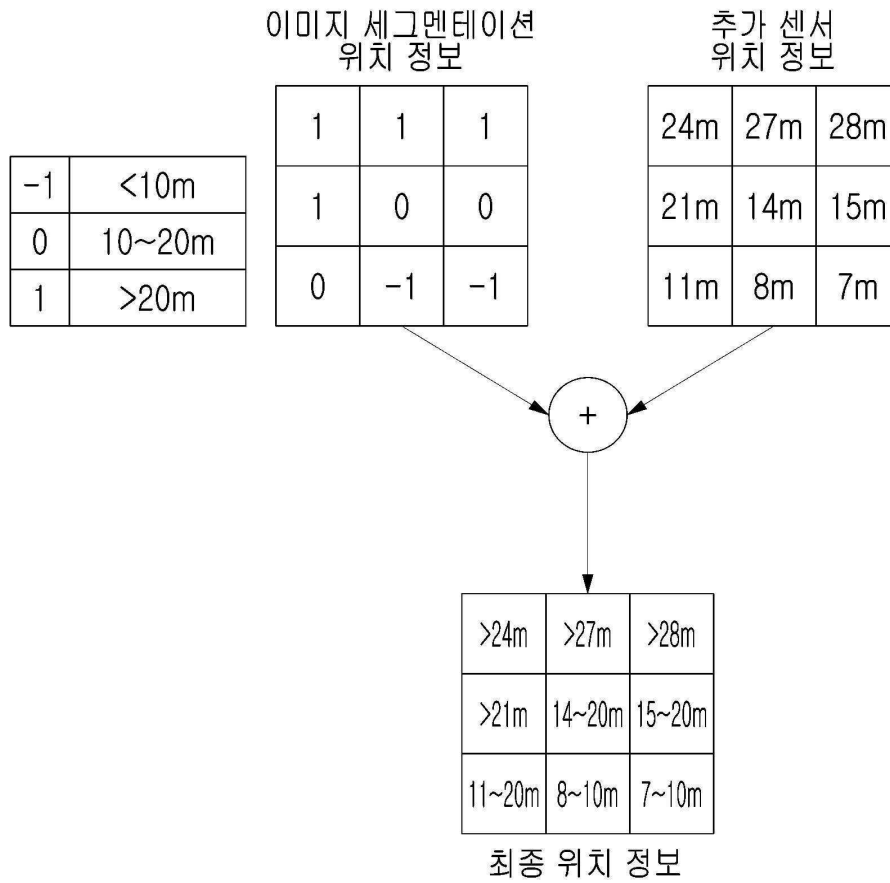 이미지 세그멘테이션
위치 정보
추가 센서
위치 정보
-1 <10m
0 10~20m
1 >20m
1 1 1
1 0 0
0 -1 -1
24m 27m 28m
21m 14m 15m
11m 8m 7m
+
>24m >27m >28m
>21m 14~20m 15~20m
11~20m 8~10m 7~10m
최종 위치 정보